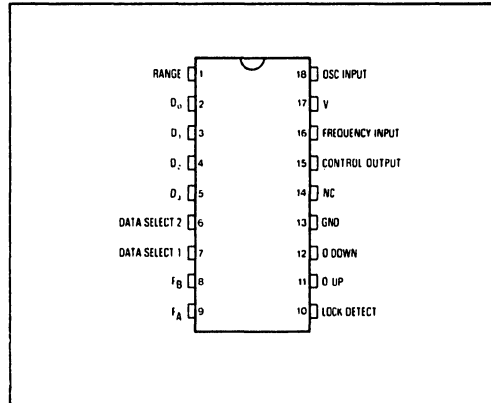 RANGE 1
D₀ 2
D₁ 3
D₂ 4
D₃ 5
DATA SELECT 2 6
DATA SELECT 1 7
FB 8
FA 9
18 OSC INPUT
17 V
16 FREQUENCY INPUT
15 CONTROL OUTPUT
14 NC
13 GND
12 O DOWN
11 O UP
10 LOCK DETECT